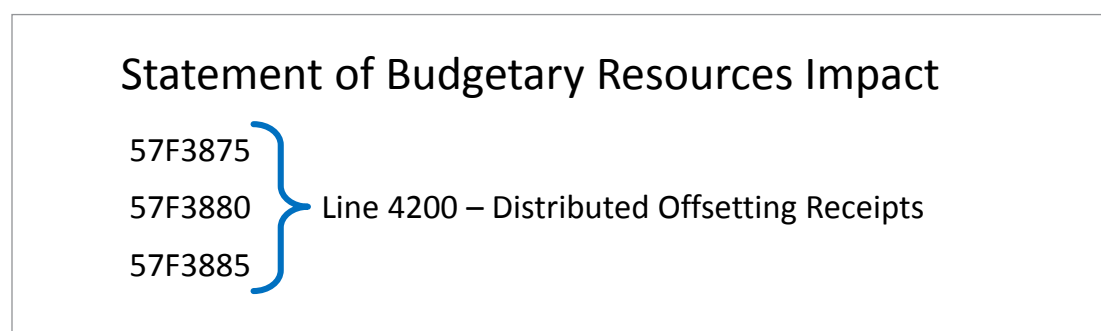 Statement of Budgetary Resources Impact
57F3875
57F3880 Line 4200 – Distributed Offsetting Receipts
57F3885